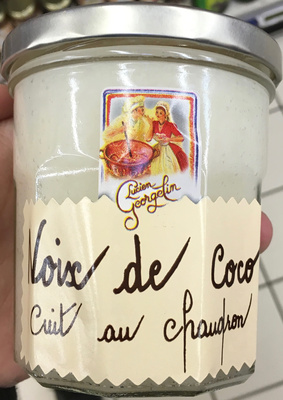 Lucien
Georgelin
Noix de Coco
Cuit au chaudron